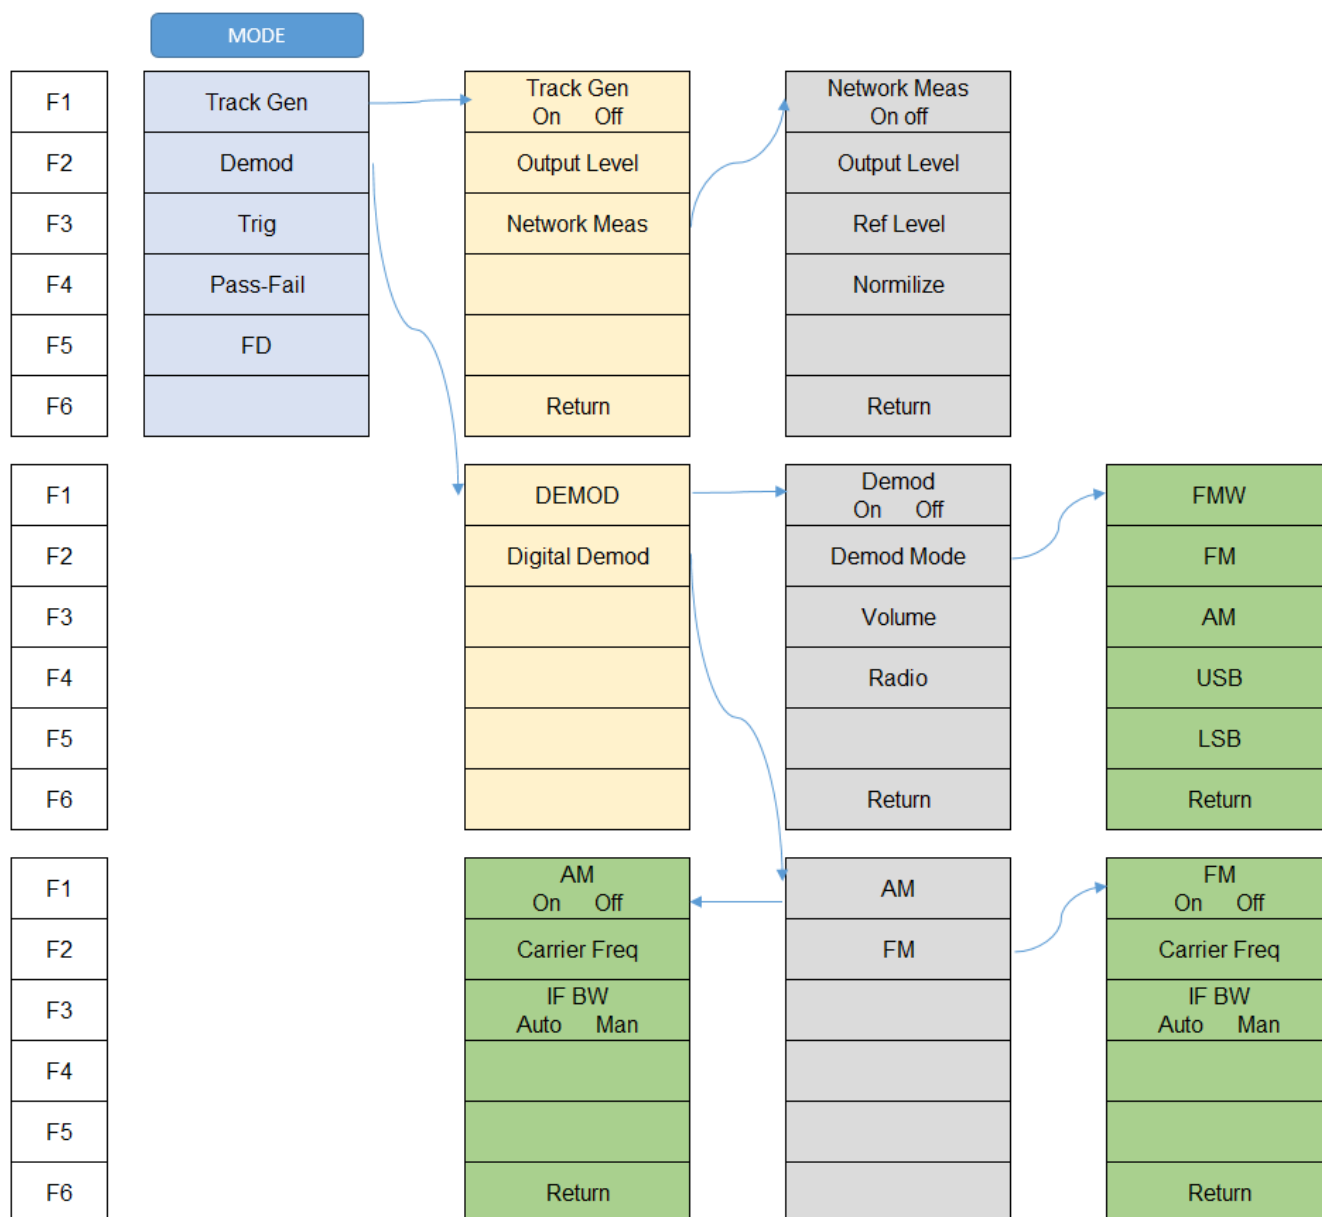 MODE
F1 Track Gen Track Gen Network Meas
On Off On off
F2 Demod Output Level Output Level
F3 Trig Network Meas Ref Level
F4 Pass-Fail Normilize
F5 FD
F6 Return Return
F1 DEMOD Demod FMW
On Off
F2 Digital Demod Demod Mode FM
F3 Volume AM
F4 Radio USB
F5 LSB
F6 Return Return
F1 AM AM FM
On Off On Off
F2 Carrier Freq FM Carrier Freq
F3 IF BW IF BW
Auto Man Auto Man
F4
F5
F6 Return Return